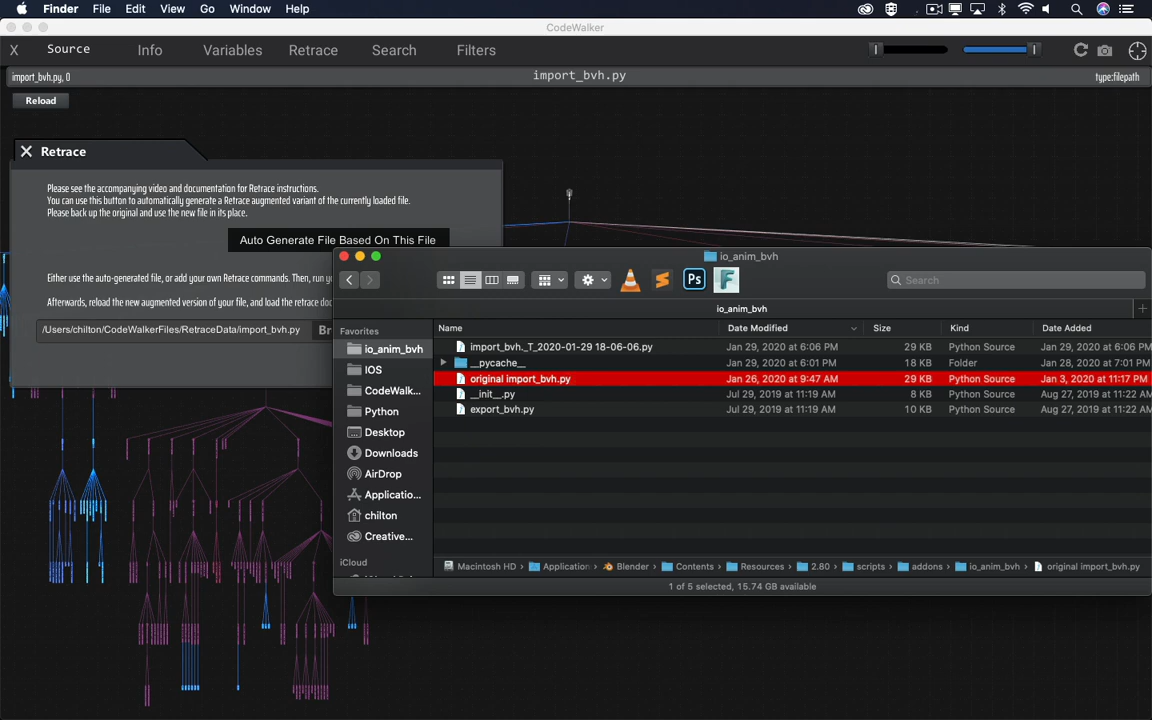 Finder File Edit View Go Window Help
CodeWalker
X Source Info Variables Retrace Search Filters
import_bvh.py, 0 import_bvh.py type:filepath
Reload
Retrace
Please see the accompanying video and documentation for Retrace instructions.
You can use this button to automatically generate a Retrace augmented variant of the currently loaded file.
Please back up the original and use the new file in its place.
Auto Generate File Based On This File
Either use the auto-generated file, or add your own Retrace commands. Then, run
Afterwards, reload the new augmented version of your file, and load the retrace
/Users/chilton/CodeWalkerFiles/RetraceData/import_bvh.py Br
io_anim_bvh
Ps
Search
io_anim_bvh
Favorites
io_anim_bvh
IOS
CodeWalk...
Python
Desktop
Downloads
AirDrop
Applicatio...
chilton
Creative...
iCloud
Name Date Modified Size Kind Date Added
import_bvh._T_2020-01-29 18-06-06.py Jan 29, 2020 at 6:06 PM 29 KB Python Source Jan 29, 2020 at 6:06 PM
__pycache__ Jan 29, 2020 at 6:01 PM 18 KB Folder Jan 28, 2020 at 7:01 PM
original import_bvh.py Jan 26, 2020 at 9:47 AM 29 KB Python Source Jan 3, 2020 at 11:17 PM
__init__.py Jul 29, 2019 at 11:19 AM 8 KB Python Source Aug 27, 2019 at 11:22 AM
export_bvh.py Jul 29, 2019 at 11:19 AM 10 KB Python Source Aug 27, 2019 at 11:22 AM
Macintosh HD › Application › Blender › Contents › Resources › 2.80 › scripts › addons › io_anim_bvh › original import_bvh.py
1 of 5 selected, 15.74 GB available